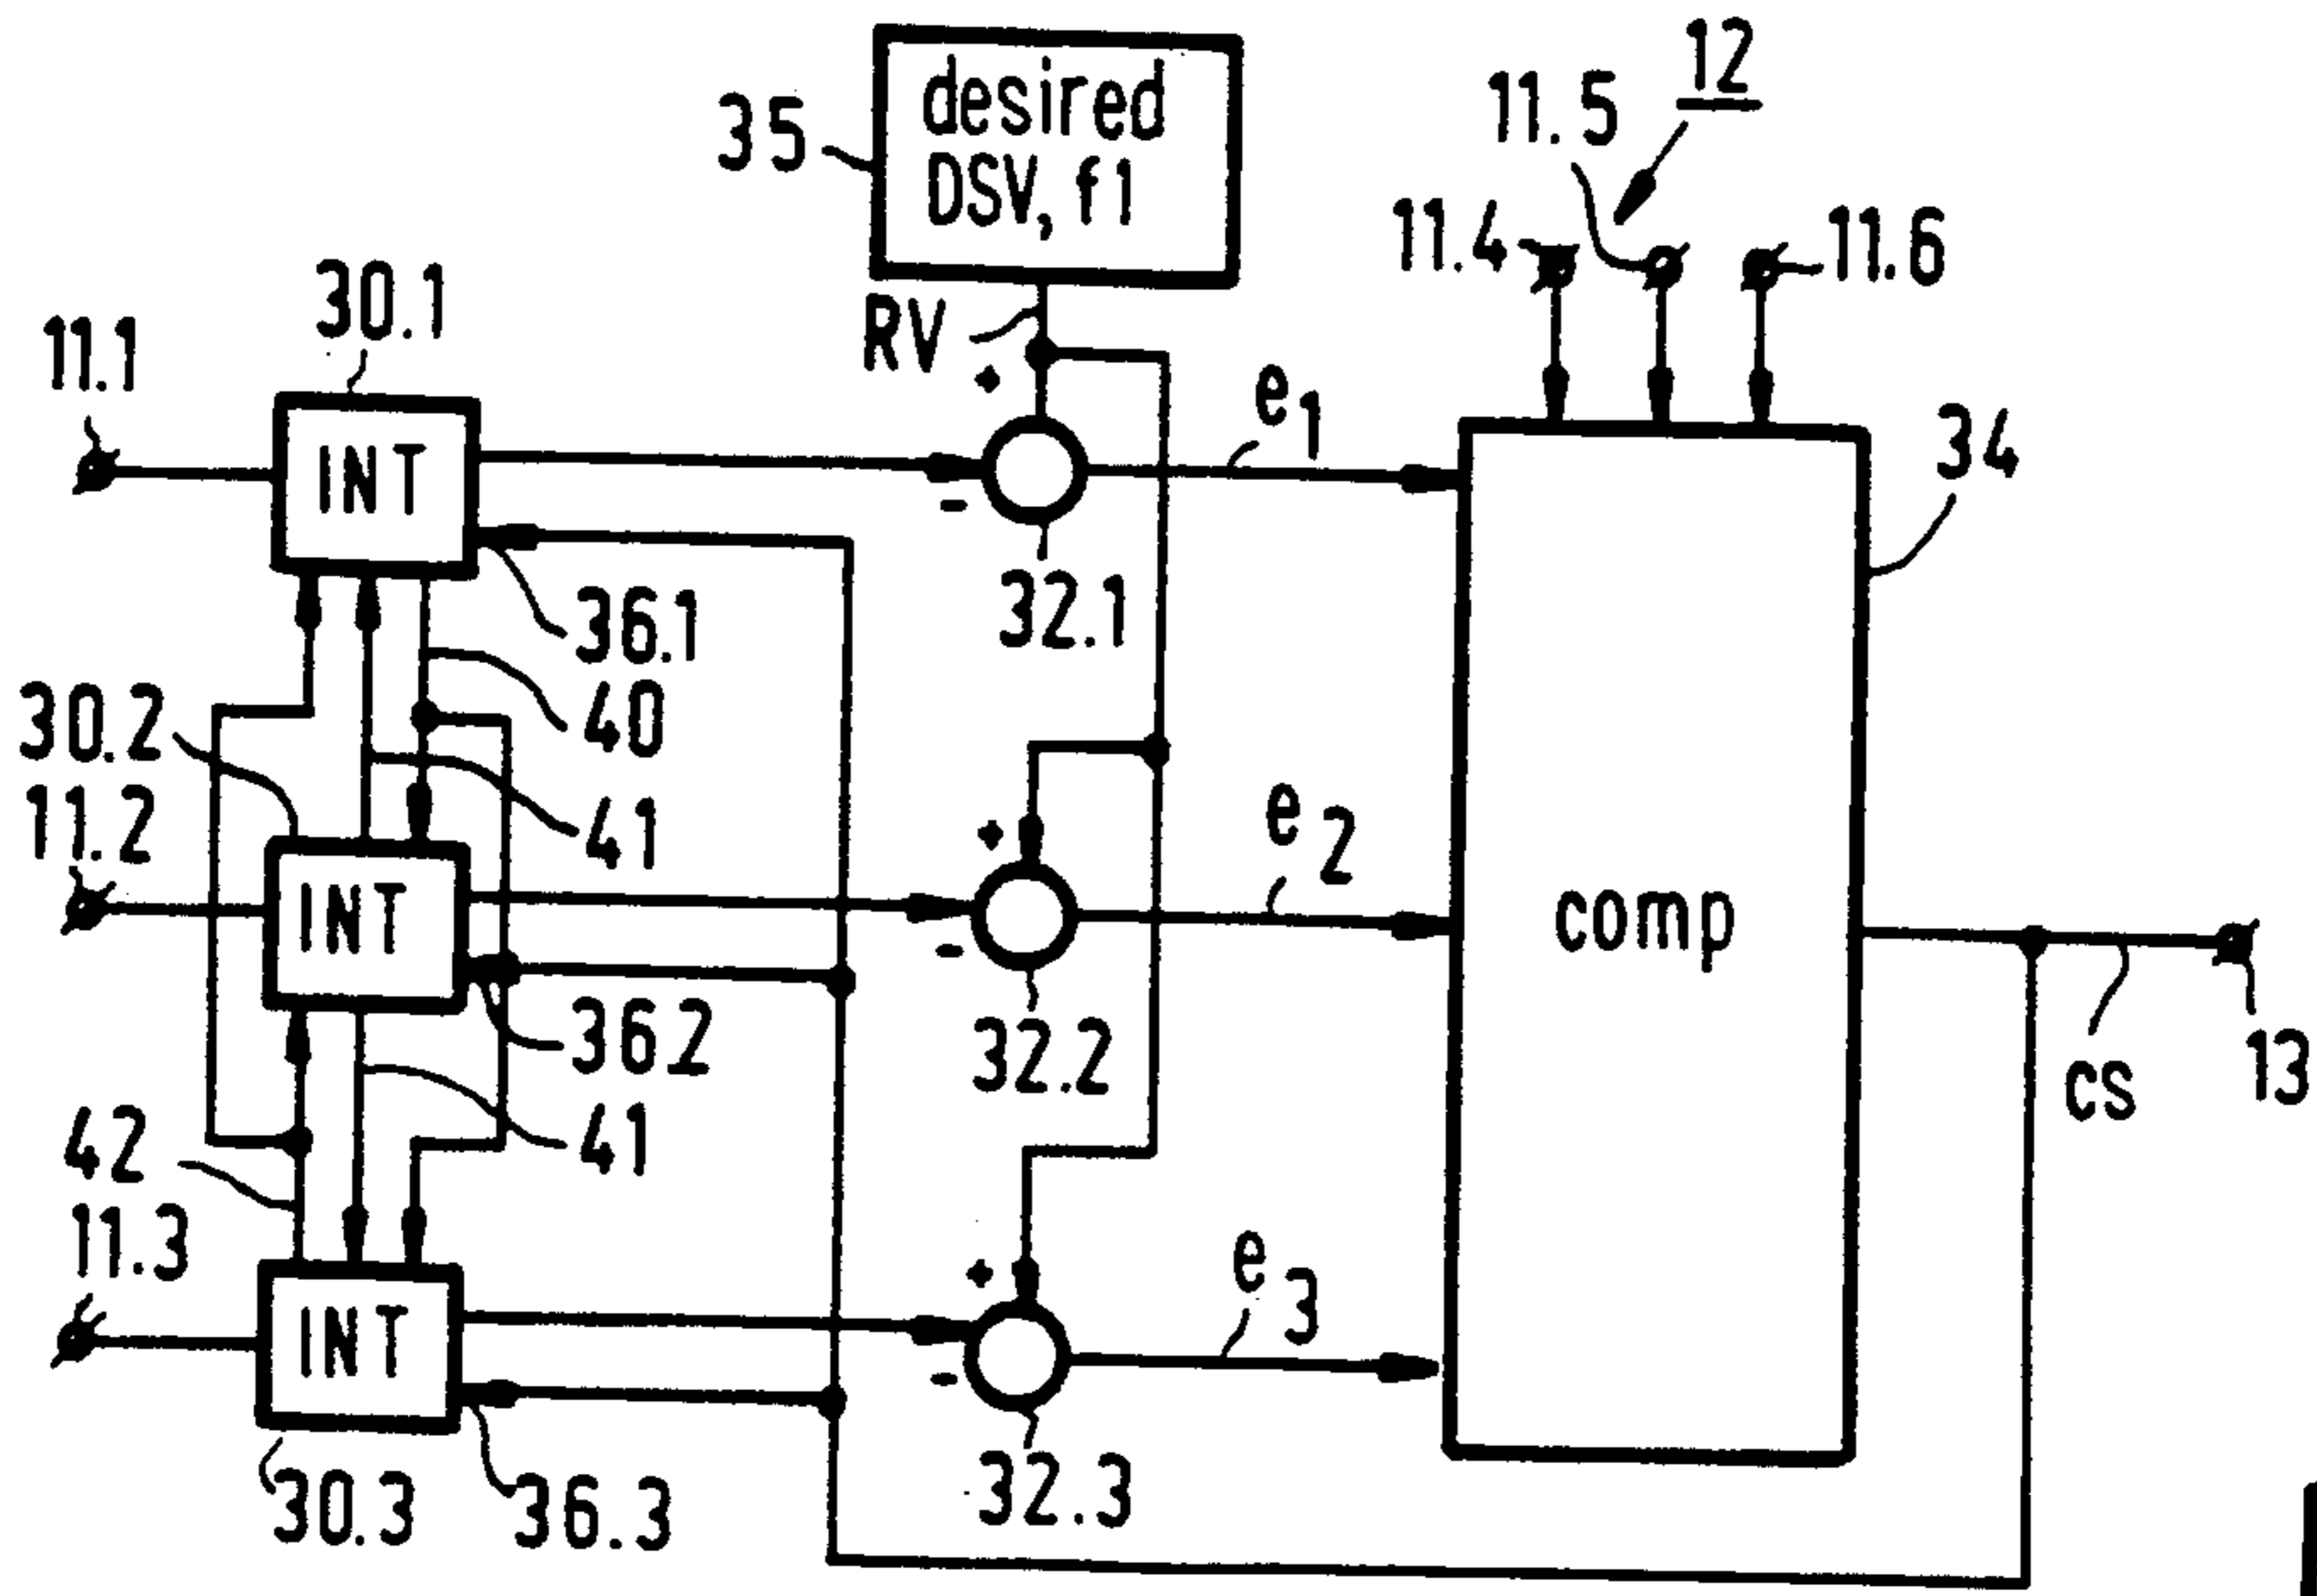 12
11.5
35
desired
DSV, f1
11.4
11.6
30.1
11.1
RV
+
e1
34
INT
-
36.1
32.1
30.2
40
11.2
41
e2
+
INT
comp
-
362
32.2
cs
13
42
41
11.3
e3
+
INT
-
30.3
36.3
32.3